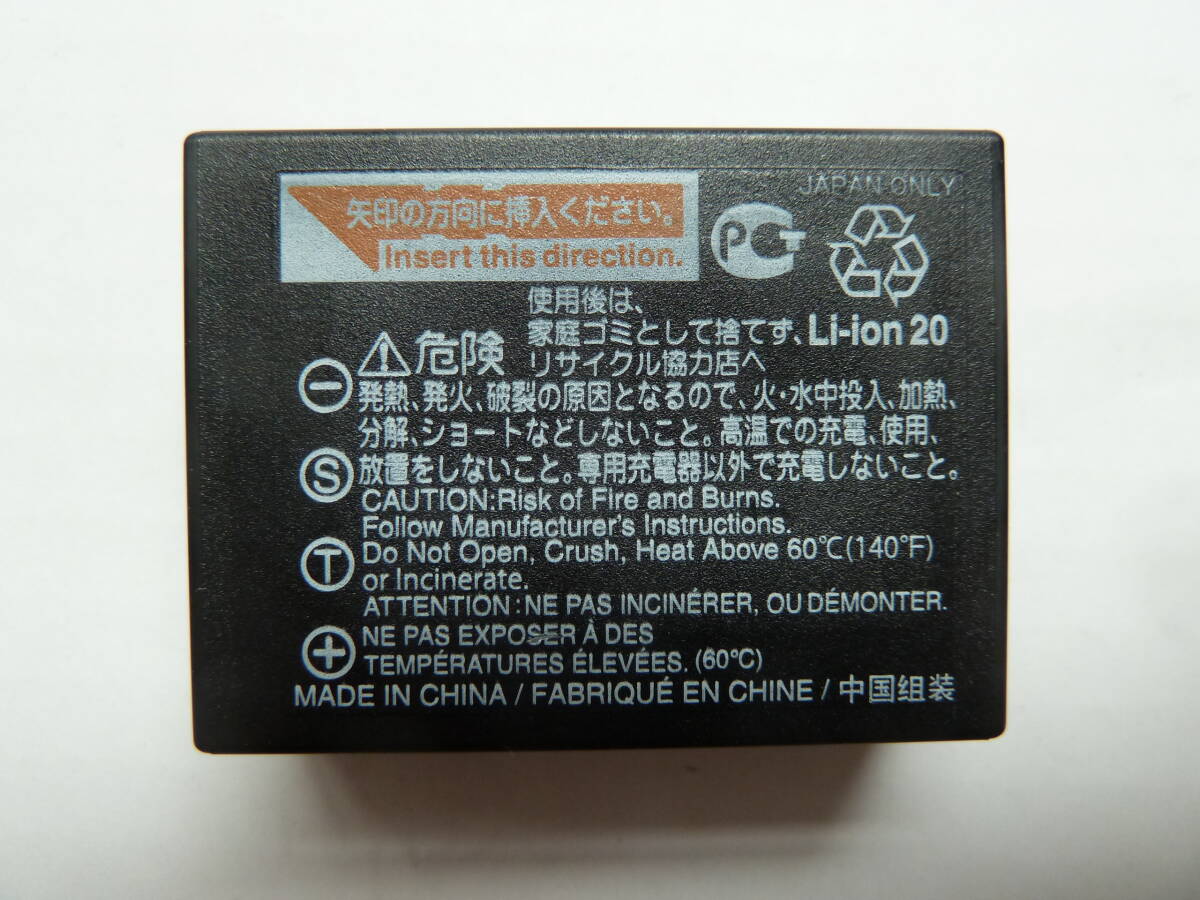 矢印の方向に挿入ください。
Insert this direction.
JAPAN ONLY
PCT
使用後は、
家庭ゴミとして捨てず、
リサイクル協力店へ
Li-ion 20
危険
発熱、発火、破裂の原因となるので、火・水中投入、加熱、
分解、ショートなどしないこと。高温での充電、使用、
放置をしないこと。専用充電器以外で充電しないこと。
CAUTION:Risk of Fire and Burns.
Follow Manufacturer's Instructions.
Do Not Open, Crush, Heat Above 60℃(140°F)
or Incinerate.
ATTENTION : NE PAS INCINÉRER, OU DÉMONTER.
NE PAS EXPOSER À DES
TEMPÉRATURES ÉLEVÉES. (60℃)
MADE IN CHINA / FABRIQUÉ EN CHINE / 中国组装
−
S
T
+